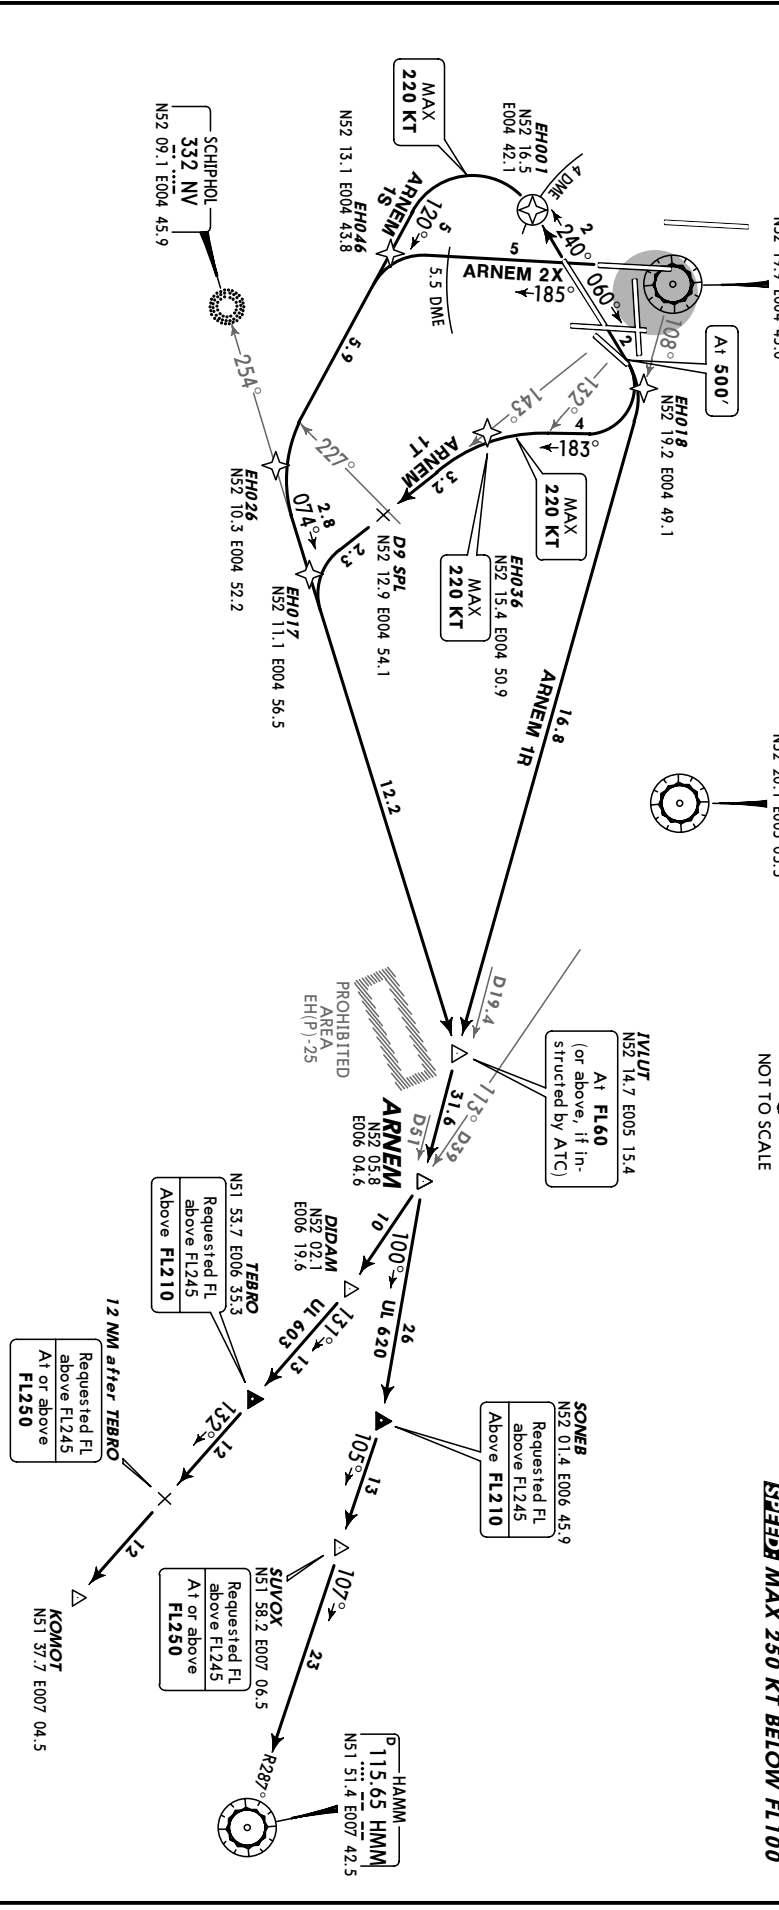 SPEED: MAX 250 KT BELOW FL100
NOT TO SCALE
At 500'
EH018
N52 19.2 E004 49.1
108°
EH001
N52 16.5
E004 42.1
4 DME
2
240°
060°
2
MAX
220 KT
ARNEM
1S
5
120°
EH046
N52 13.1 E004 43.8
5
ARNEM 2X
185°
5.5 DME
132°
143°
4
183°
MAX
220 KT
EH036
N52 15.4 E004 50.9
MAX
220 KT
ARNEM
1T
3.2
D9 SPL
N52 12.9 E004 54.1
2.3
SCHIPHOL
332 NV
N52 09.1 E004 45.9
254°
5.9
227°
EH026
N52 10.3 E004 52.2
2.8
074°
EH017
N52 11.1 E004 56.5
16.8
ARNEM 1R
12.2
IVLUT
N52 14.7 E005 15.4
At FL60
(or above, if in-
structed by ATC)
D19.4
PROHIBITED
AREA
EH(P)-25
113° D39
31.6
D51
ARNEM
N52 05.8
E006 04.6
10
DIDAM
N52 02.1
E006 19.6
100°
26
UL 620
131°
13
UL 603
TEBRO
N51 53.7 E006 35.3
Requested FL
above FL245
Above FL210
132°
12
12 NM after TEBRO
Requested FL
above FL245
At or above
FL250
12
KOMOT
N51 37.7 E007 04.5
SONEB
N52 01.4 E006 45.9
Requested FL
above FL245
Above FL210
105°
13
SUVOX
N51 58.2 E007 06.5
Requested FL
above FL245
At or above
FL250
107°
23
R287°
HAMM
D
115.65 HMM
N51 51.4 E007 42.5